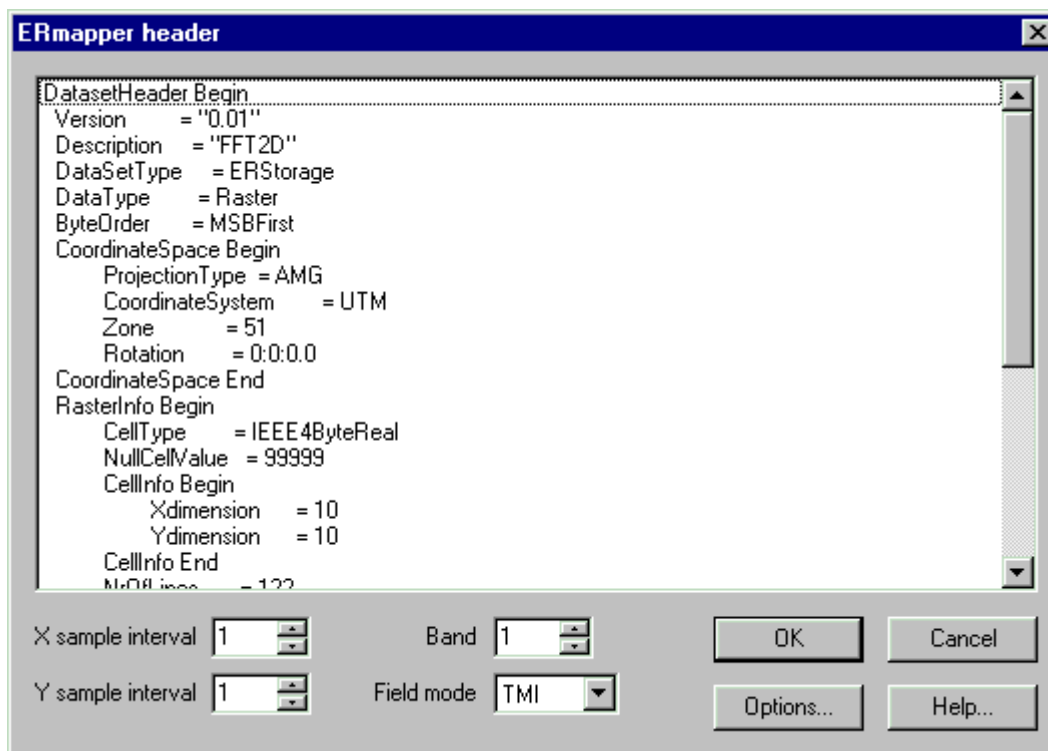 ERmapper header
DatasetHeader Begin
Version = "0.01"
Description = "FFT2D"
DataSetType = ERStorage
DataType = Raster
ByteOrder = MSBFirst
CoordinateSpace Begin
ProjectionType = AMG
CoordinateSystem = UTM
Zone = 51
Rotation = 0:0:0.0
CoordinateSpace End
RasterInfo Begin
CellType = IEEE4ByteReal
NullCellValue = 99999
CellInfo Begin
Xdimension = 10
Ydimension = 10
CellInfo End
NrOfLines =
X sample interval 1 Band 1 OK Cancel
Y sample interval 1 Field mode TMI Options... Help...